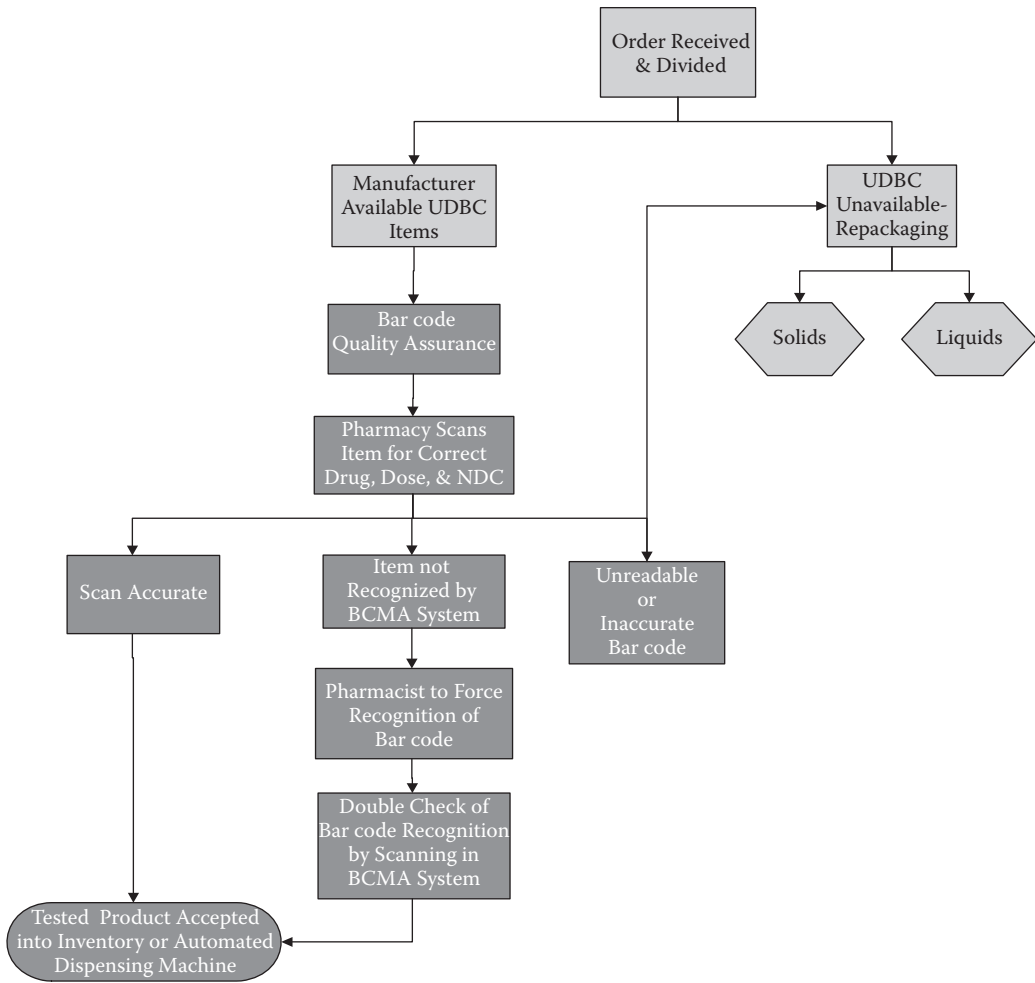 Order Received
& Divided
Manufacturer
Available UDBC
Items
UDBC
Unavailable-
Repackaging
Bar code
Quality Assurance
Solids
Liquids
Pharmacy Scans
Item for Correct
Drug, Dose, & NDC
Scan Accurate
Item not
Recognized by
BCMA System
Unreadable
or
Inaccurate
Bar code
Pharmacist to Force
Recognition of
Bar code
Double Check of
Bar code Recognition
by Scanning in
BCMA System
Tested Product Accepted
into Inventory or Automated
Dispensing Machine